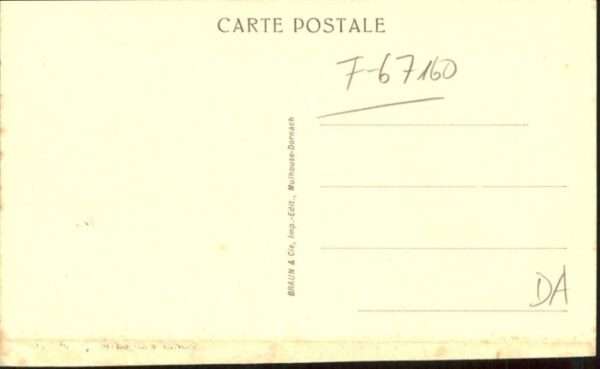 CARTE POSTALE
F-67160
BRAUN & Cie, Imp.-Edit., Mulhouse-Dornach
DA